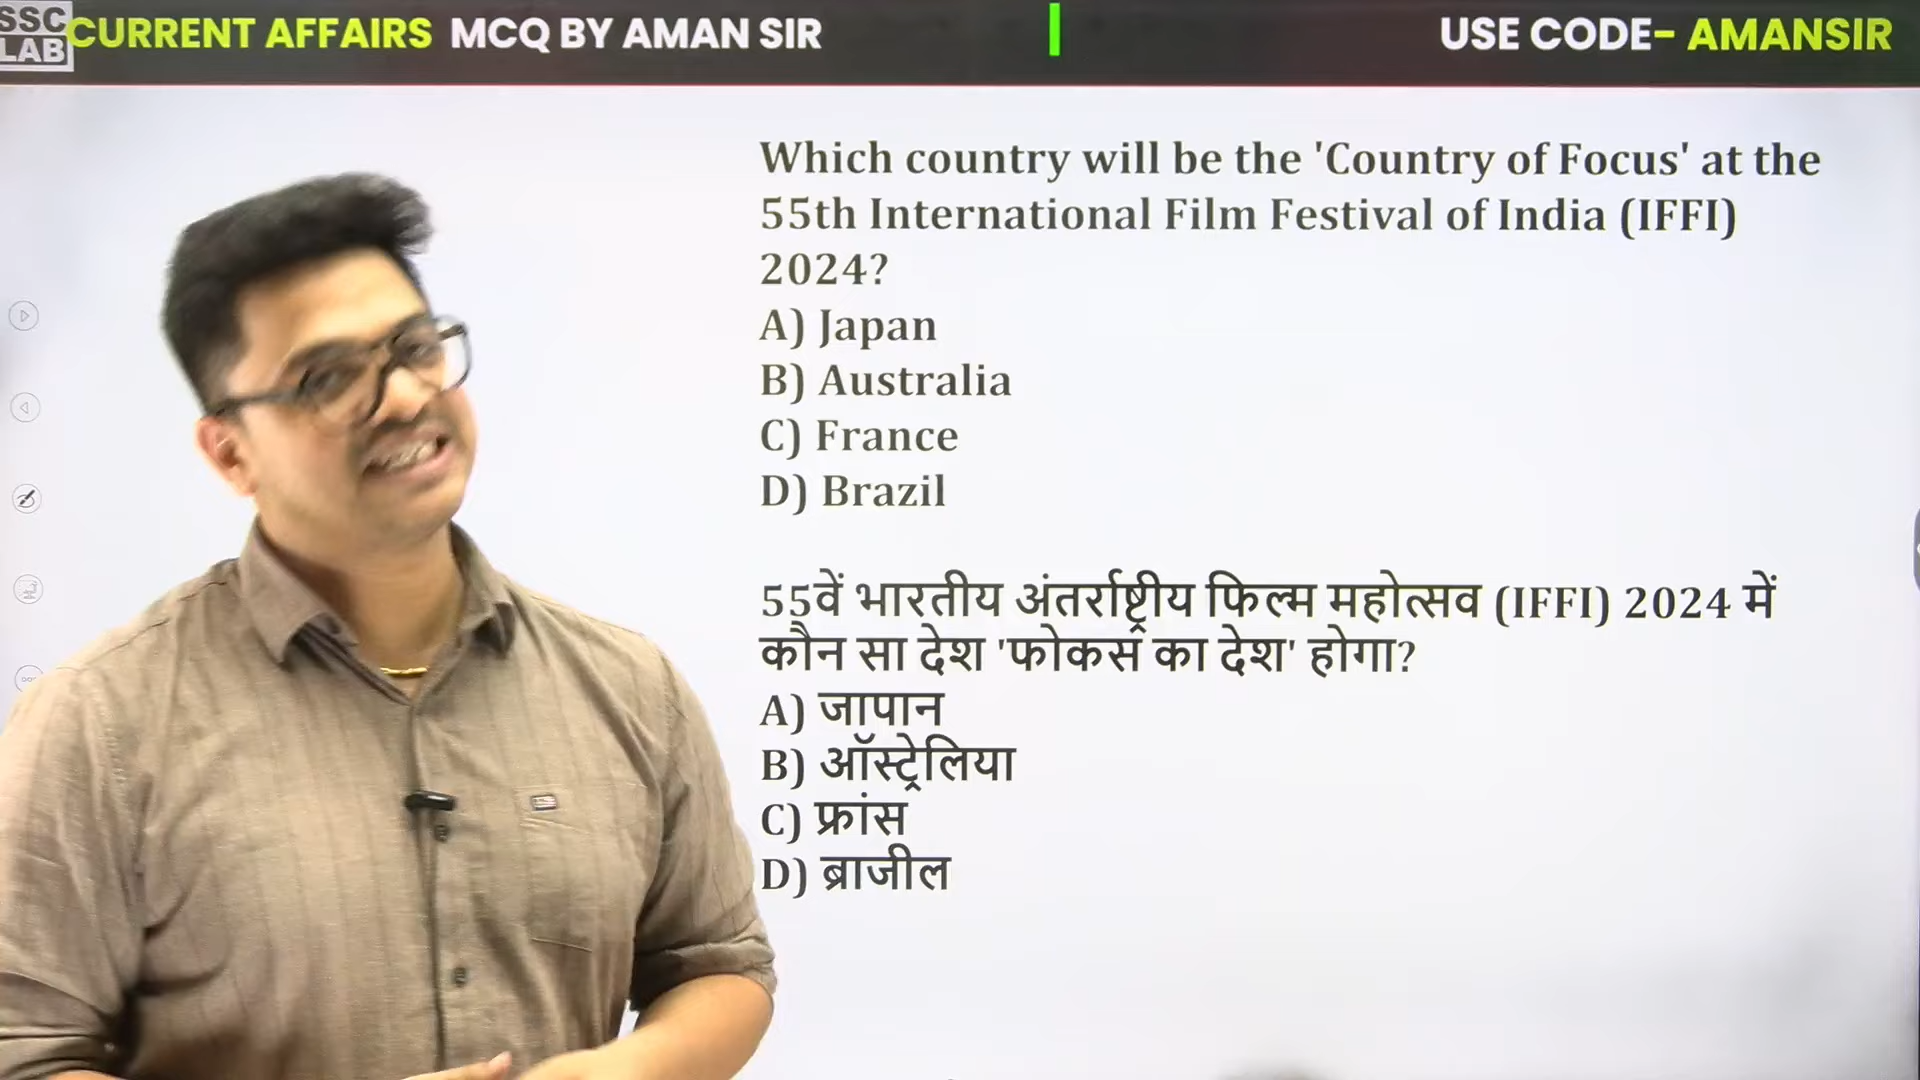 SSC
LAB
CURRENT AFFAIRS MCQ BY AMAN SIR
USE CODE- AMANSIR
Which country will be the 'Country of Focus' at the
55th International Film Festival of India (IFFI)
2024?
A) Japan
B) Australia
C) France
D) Brazil
55वें भारतीय अंतर्राष्ट्रीय फिल्म महोत्सव (IFFI) 2024 में
कौन सा देश 'फोकस का देश' होगा?
A) जापान
B) ऑस्ट्रेलिया
C) फ्रांस
D) ब्राजील